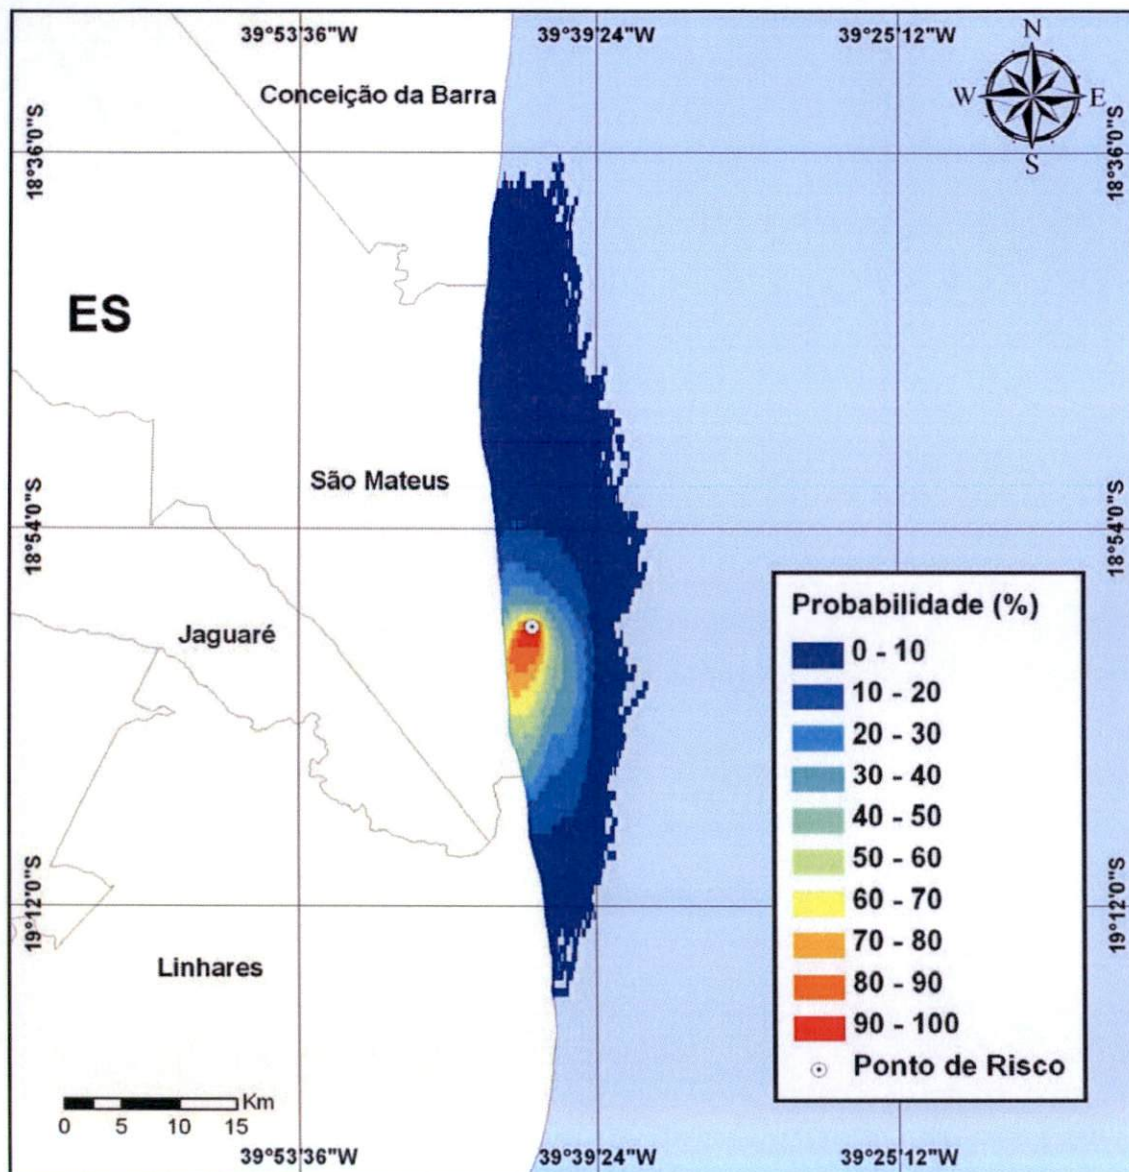 39°53'36"W
39°39'24"W
39°25'12"W
N
W
E
S
Conceição da Barra
18°36'0"S
18°36'0"S
ES
São Mateus
18°54'0"S
18°54'0"S
Jaguaré
Probabilidade (%)
0 - 10
10 - 20
20 - 30
30 - 40
40 - 50
50 - 60
60 - 70
70 - 80
80 - 90
90 - 100
Ponto de Risco
19°12'0"S
19°12'0"S
Linhares
Km
0 5 10 15
39°53'36"W
39°39'24"W
39°25'12"W